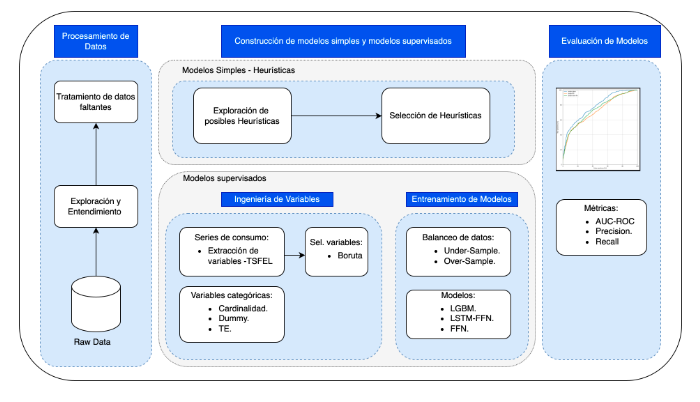 Procesamiento de
Datos
Construcción de modelos simples y modelos supervisados
Evaluación de Modelos
Tratamiento de datos
faltantes
Exploración y
Entendimiento
Raw Data
Modelos Simples - Heurísticas
Exploración de
posibles Heurísticas
Selección de Heurísticas
Modelos supervisados
Ingeniería de Variables
Series de consumo:
• Extracción de
variables -TSFEL
Sel. variables:
• Boruta
Variables categóricas:
• Cardinalidad.
• Dummy.
• TE.
Entrenamiento de Modelos
Balanceo de datos:
• Under-Sample.
• Over-Sample.
Modelos:
• LGBM.
• LSTM-FFN.
• FFN.
Métricas:
• AUC-ROC
• Precision.
• Recall